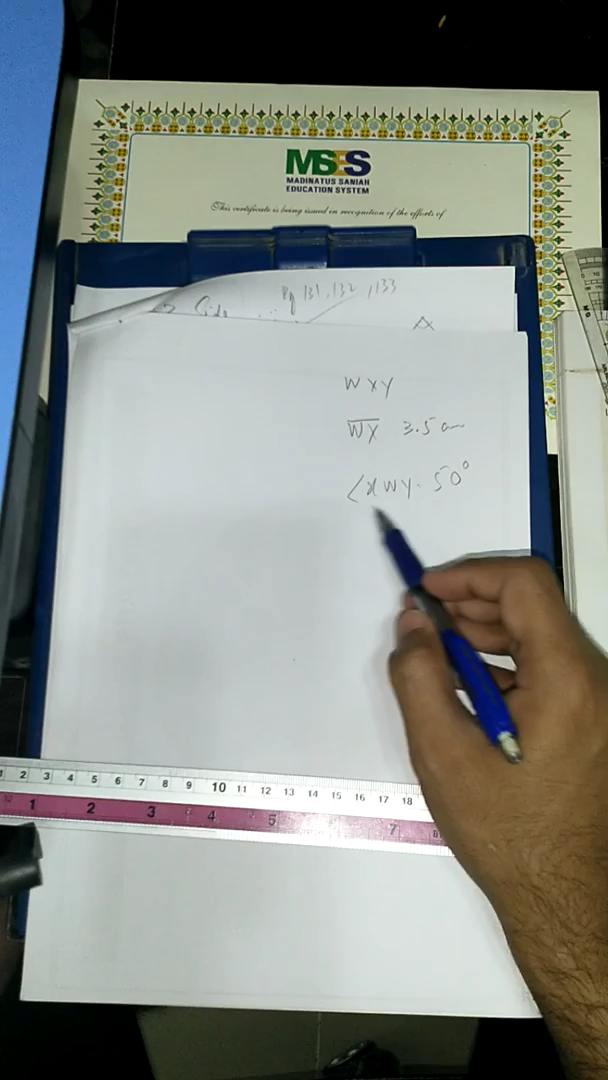 MSES
MADINATUS SANIAH
EDUCATION SYSTEM
This certificate is being issued in recognition of the efforts of
Pg 131, 132, 133
W X Y
WX 3.5 cm
∠XWY. 50°
1 2 3 4 5 6 7 8 9 10 11 12 13 14 15 16 17 18
1 2 3 4 5 7